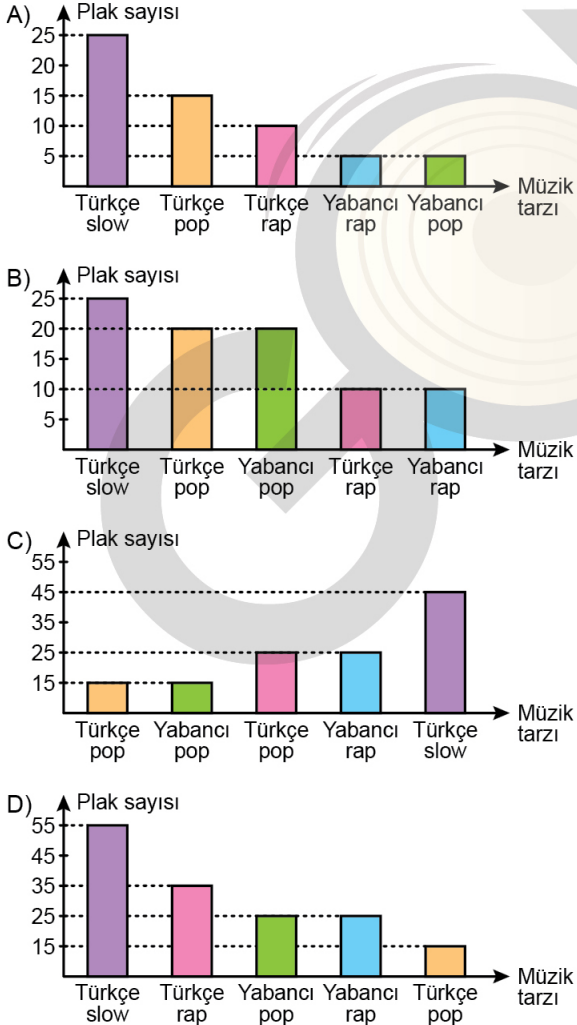 A) Plak sayısı
25
20
15
10
5
Türkçe slow
Türkçe pop
Türkçe rap
Yabancı rap
Yabancı pop
Müzik tarzı
B) Plak sayısı
25
20
15
10
5
Türkçe slow
Türkçe pop
Yabancı pop
Türkçe rap
Yabancı rap
Müzik tarzı
C) Plak sayısı
55
45
35
25
15
Türkçe pop
Yabancı pop
Türkçe pop
Yabancı rap
Türkçe slow
Müzik tarzı
D) Plak sayısı
55
45
35
25
15
Türkçe slow
Türkçe rap
Yabancı pop
Yabancı rap
Türkçe pop
Müzik tarzı